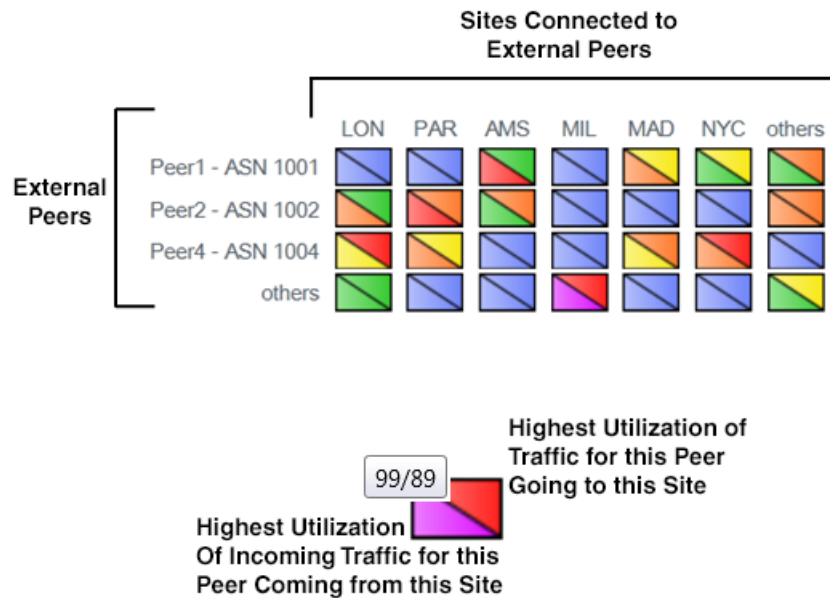 Sites Connected to
External Peers
LON PAR AMS MIL MAD NYC others
External
Peers
Peer1 - ASN 1001
Peer2 - ASN 1002
Peer4 - ASN 1004
others
99/89
Highest Utilization of
Traffic for this Peer
Going to this Site
Highest Utilization
Of Incoming Traffic for this
Peer Coming from this Site